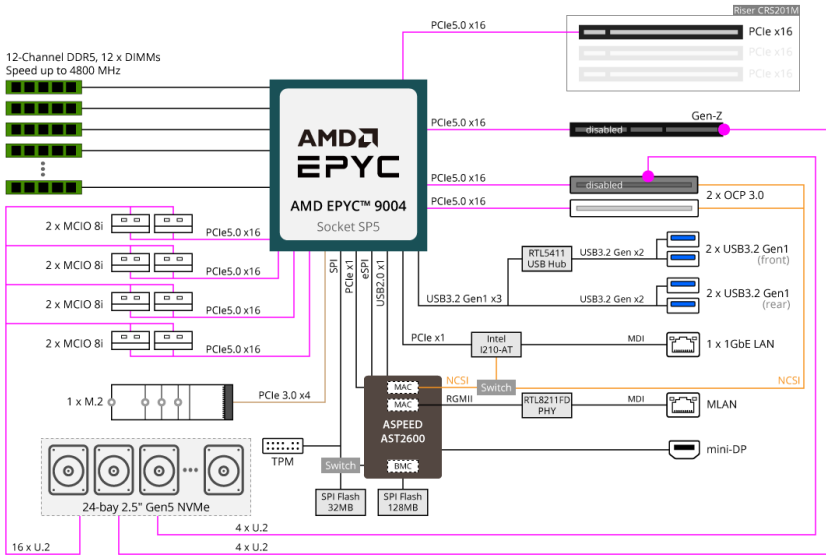 Riser CRS201M
PCIe5.0 x16
PCIe x16
PCIe x16
PCIe x16
12-Channel DDR5, 12 x DIMMs
Speed up to 4800 MHz
AMD
EPYC
AMD EPYC™ 9004
Socket SP5
PCIe5.0 x16
Gen-Z
disabled
PCIe5.0 x16
disabled
2 x OCP 3.0
PCIe5.0 x16
2 x MCIO 8i
PCIe5.0 x16
2 x MCIO 8i
PCIe5.0 x16
2 x MCIO 8i
PCIe5.0 x16
2 x MCIO 8i
PCIe5.0 x16
SPI
PCIe x1
eSPI
USB2.0 x1
RTL5411
USB Hub
USB3.2 Gen x2
2 x USB3.2 Gen1
(front)
USB3.2 Gen1 x3
USB3.2 Gen x2
2 x USB3.2 Gen1
(rear)
PCIe x1
Intel
I210-AT
MDI
1 x 1GbE LAN
NCSI
Switch
NCSI
1 x M.2
PCIe 3.0 x4
MAC
MAC
RGMII
RTL8211FD
PHY
MDI
MLAN
ASPEED
AST2600
mini-DP
TPM
Switch
BMC
SPI Flash
32MB
SPI Flash
128MB
24-bay 2.5" Gen5 NVMe
4 x U.2
16 x U.2
4 x U.2